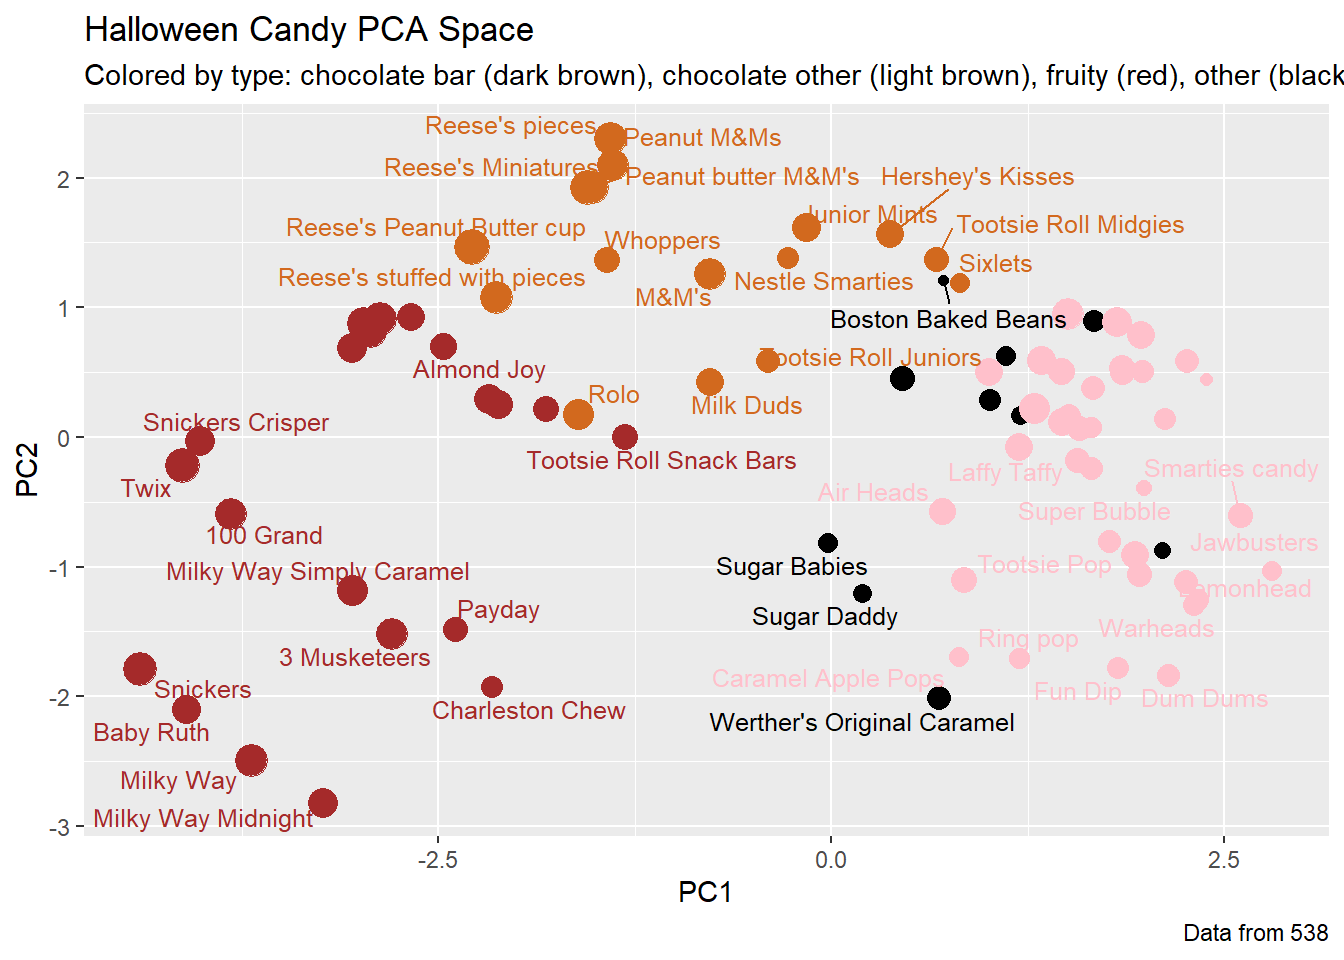 Halloween Candy PCA Space
Colored by type: chocolate bar (dark brown), chocolate other (light brown), fruity (red), other (black
Reese's pieces
Peanut M&Ms
Reese's Miniatures
Peanut butter M&M's
Hershey's Kisses
Junior Mints
Reese's Peanut Butter cup
Tootsie Roll Midgies
Whoppers
Sixlets
Reese's stuffed with pieces
Nestle Smarties
M&M's
Boston Baked Beans
Tootsie Roll Juniors
Almond Joy
Rolo
Milk Duds
Snickers Crisper
Tootsie Roll Snack Bars
Smarties candy
Laffy Taffy
Twix
Air Heads
Super Bubble
100 Grand
Jawbusters
Tootsie Pop
Sugar Babies
Milky Way Simply Caramel
Lemonhead
Payday
Sugar Daddy
Warheads
Ring pop
3 Musketeers
Caramel Apple Pops
Snickers
Fun Dip
Dum Dums
Charleston Chew
Werther's Original Caramel
Baby Ruth
Milky Way
Milky Way Midnight
2
1
0
-1
-2
-3
PC2
-2.5
0.0
2.5
PC1
Data from 538